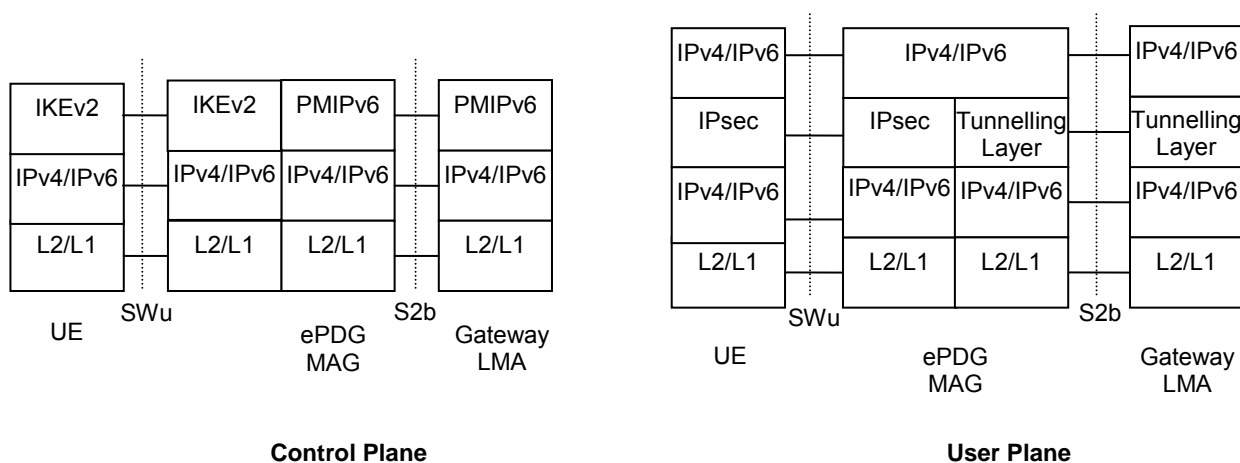 IKEv2 IKEv2 PMIPv6 PMIPv6
IPv4/IPv6 IPv4/IPv6 IPv4/IPv6 IPv4/IPv6
L2/L1 L2/L1 L2/L1 L2/L1
SWu S2b
UE ePDG Gateway
MAG LMA
Control Plane
IPv4/IPv6 IPv4/IPv6 IPv4/IPv6
IPsec IPsec Tunnelling Tunnelling
Layer Layer
IPv4/IPv6 IPv4/IPv6 IPv4/IPv6 IPv4/IPv6
L2/L1 L2/L1 L2/L1 L2/L1
SWu S2b
UE ePDG Gateway
MAG LMA
User Plane